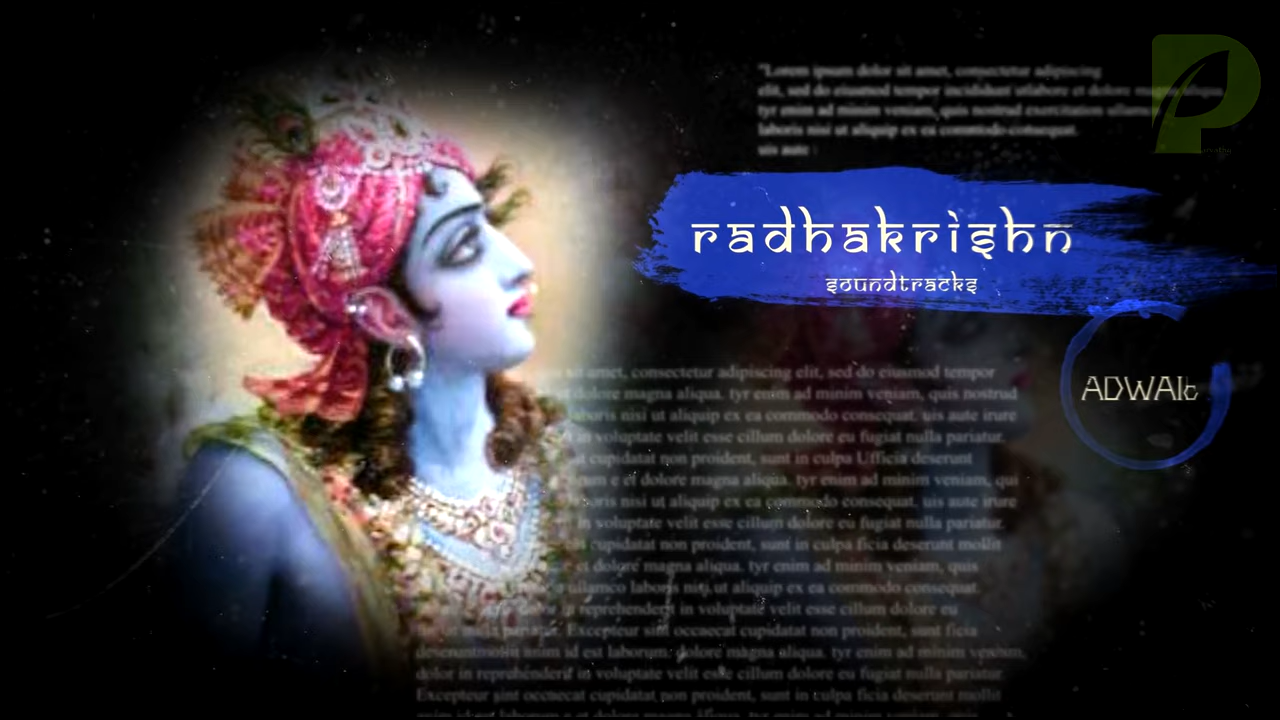 "Lorem ipsum dolor sit amet, consectetur adipiscing
elit, sed do eiusmod tempor incididunt utlabore et dolore magna aliqua.
tyr enim ad minim veniam, quis nostrud exercitation ullamco
laboris nisi ut aliquip ex ea commodo consequat.
uis aute
radhakrishn
soundtracks
ADWAIt
sit amet, consectetur adipiscing elit, sed do eiusmod tempor
dolore magna aliqua. tyr enim ad minim veniam, quis nostrud
laboris nisi ut aliquip ex ea commodo consequat. uis aute irure
in voluptate velit esse cillum dolore eu fugiat nulla pariatur.
cupidatat non proident, sunt in culpa Ufficia deserunt
dolore magna aliqua. tyr enim ad minim veniam, qui
nisi ut aliquip ex ea commodo consequat. uis aute irure
in voluptate velit esse cillum dolore eu fugiat nulla pariatur.
cupidatat non proident, sunt in culpa ficia deserunt mollit
et dolore magna aliqua. tyr enim ad minim veniam, quis
ullamco laboris nisi ut aliquip ex ea commodo consequat.
dolor in reprehenderit in voluptate velit esse cillum dolore eu
fugiat nulla pariatur. Excepteur sint occaecat cupidatat non proident, sunt ficia
deseruntmollit anim id est laborum. dolore magna aliqua. tyr enim ad minim veniam,
dolor in reprehenderit in voluptate velit esse cillum dolore eu fugiat nulla pariatur.
Excepteur sint occaecat cupidatat non proident, sunt in culpa ficia deserunt mollit